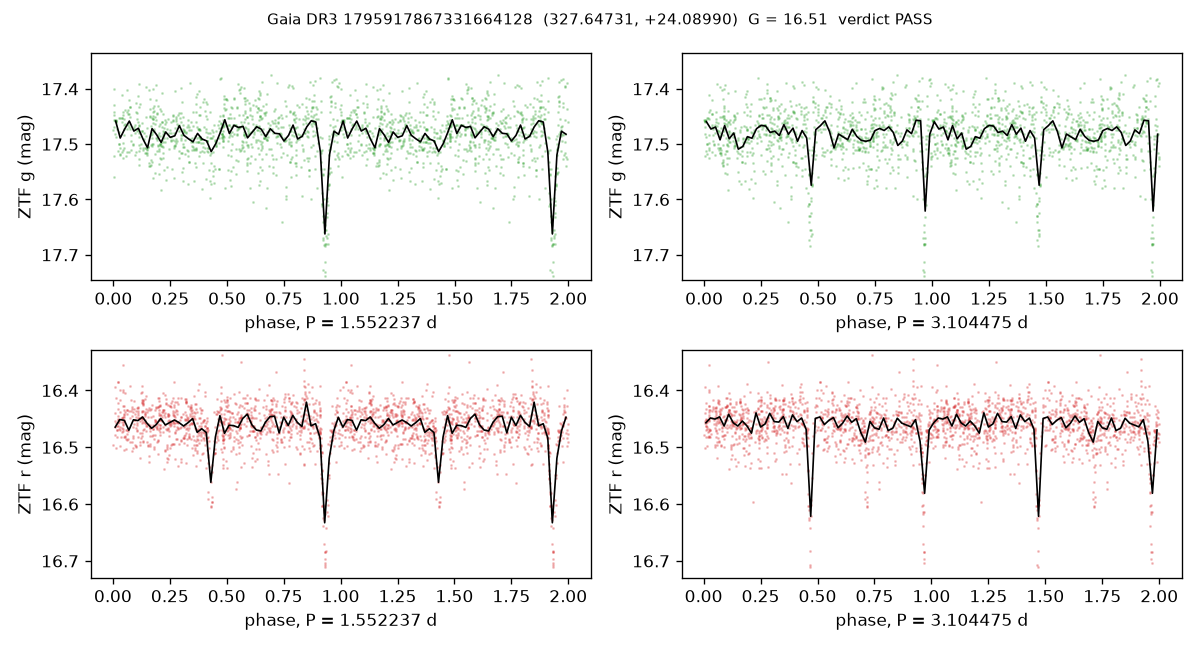 Gaia DR3 1795917867331664128 (327.64731, +24.08990) G = 16.51 verdict PASS
17.4
17.5
17.6
17.7
ZTF g (mag)
0.00 0.25 0.50 0.75 1.00 1.25 1.50 1.75 2.00
phase, P = 1.552237 d
17.4
17.5
17.6
17.7
ZTF g (mag)
0.00 0.25 0.50 0.75 1.00 1.25 1.50 1.75 2.00
phase, P = 3.104475 d
16.4
16.5
16.6
16.7
ZTF r (mag)
0.00 0.25 0.50 0.75 1.00 1.25 1.50 1.75 2.00
phase, P = 1.552237 d
16.4
16.5
16.6
16.7
ZTF r (mag)
0.00 0.25 0.50 0.75 1.00 1.25 1.50 1.75 2.00
phase, P = 3.104475 d